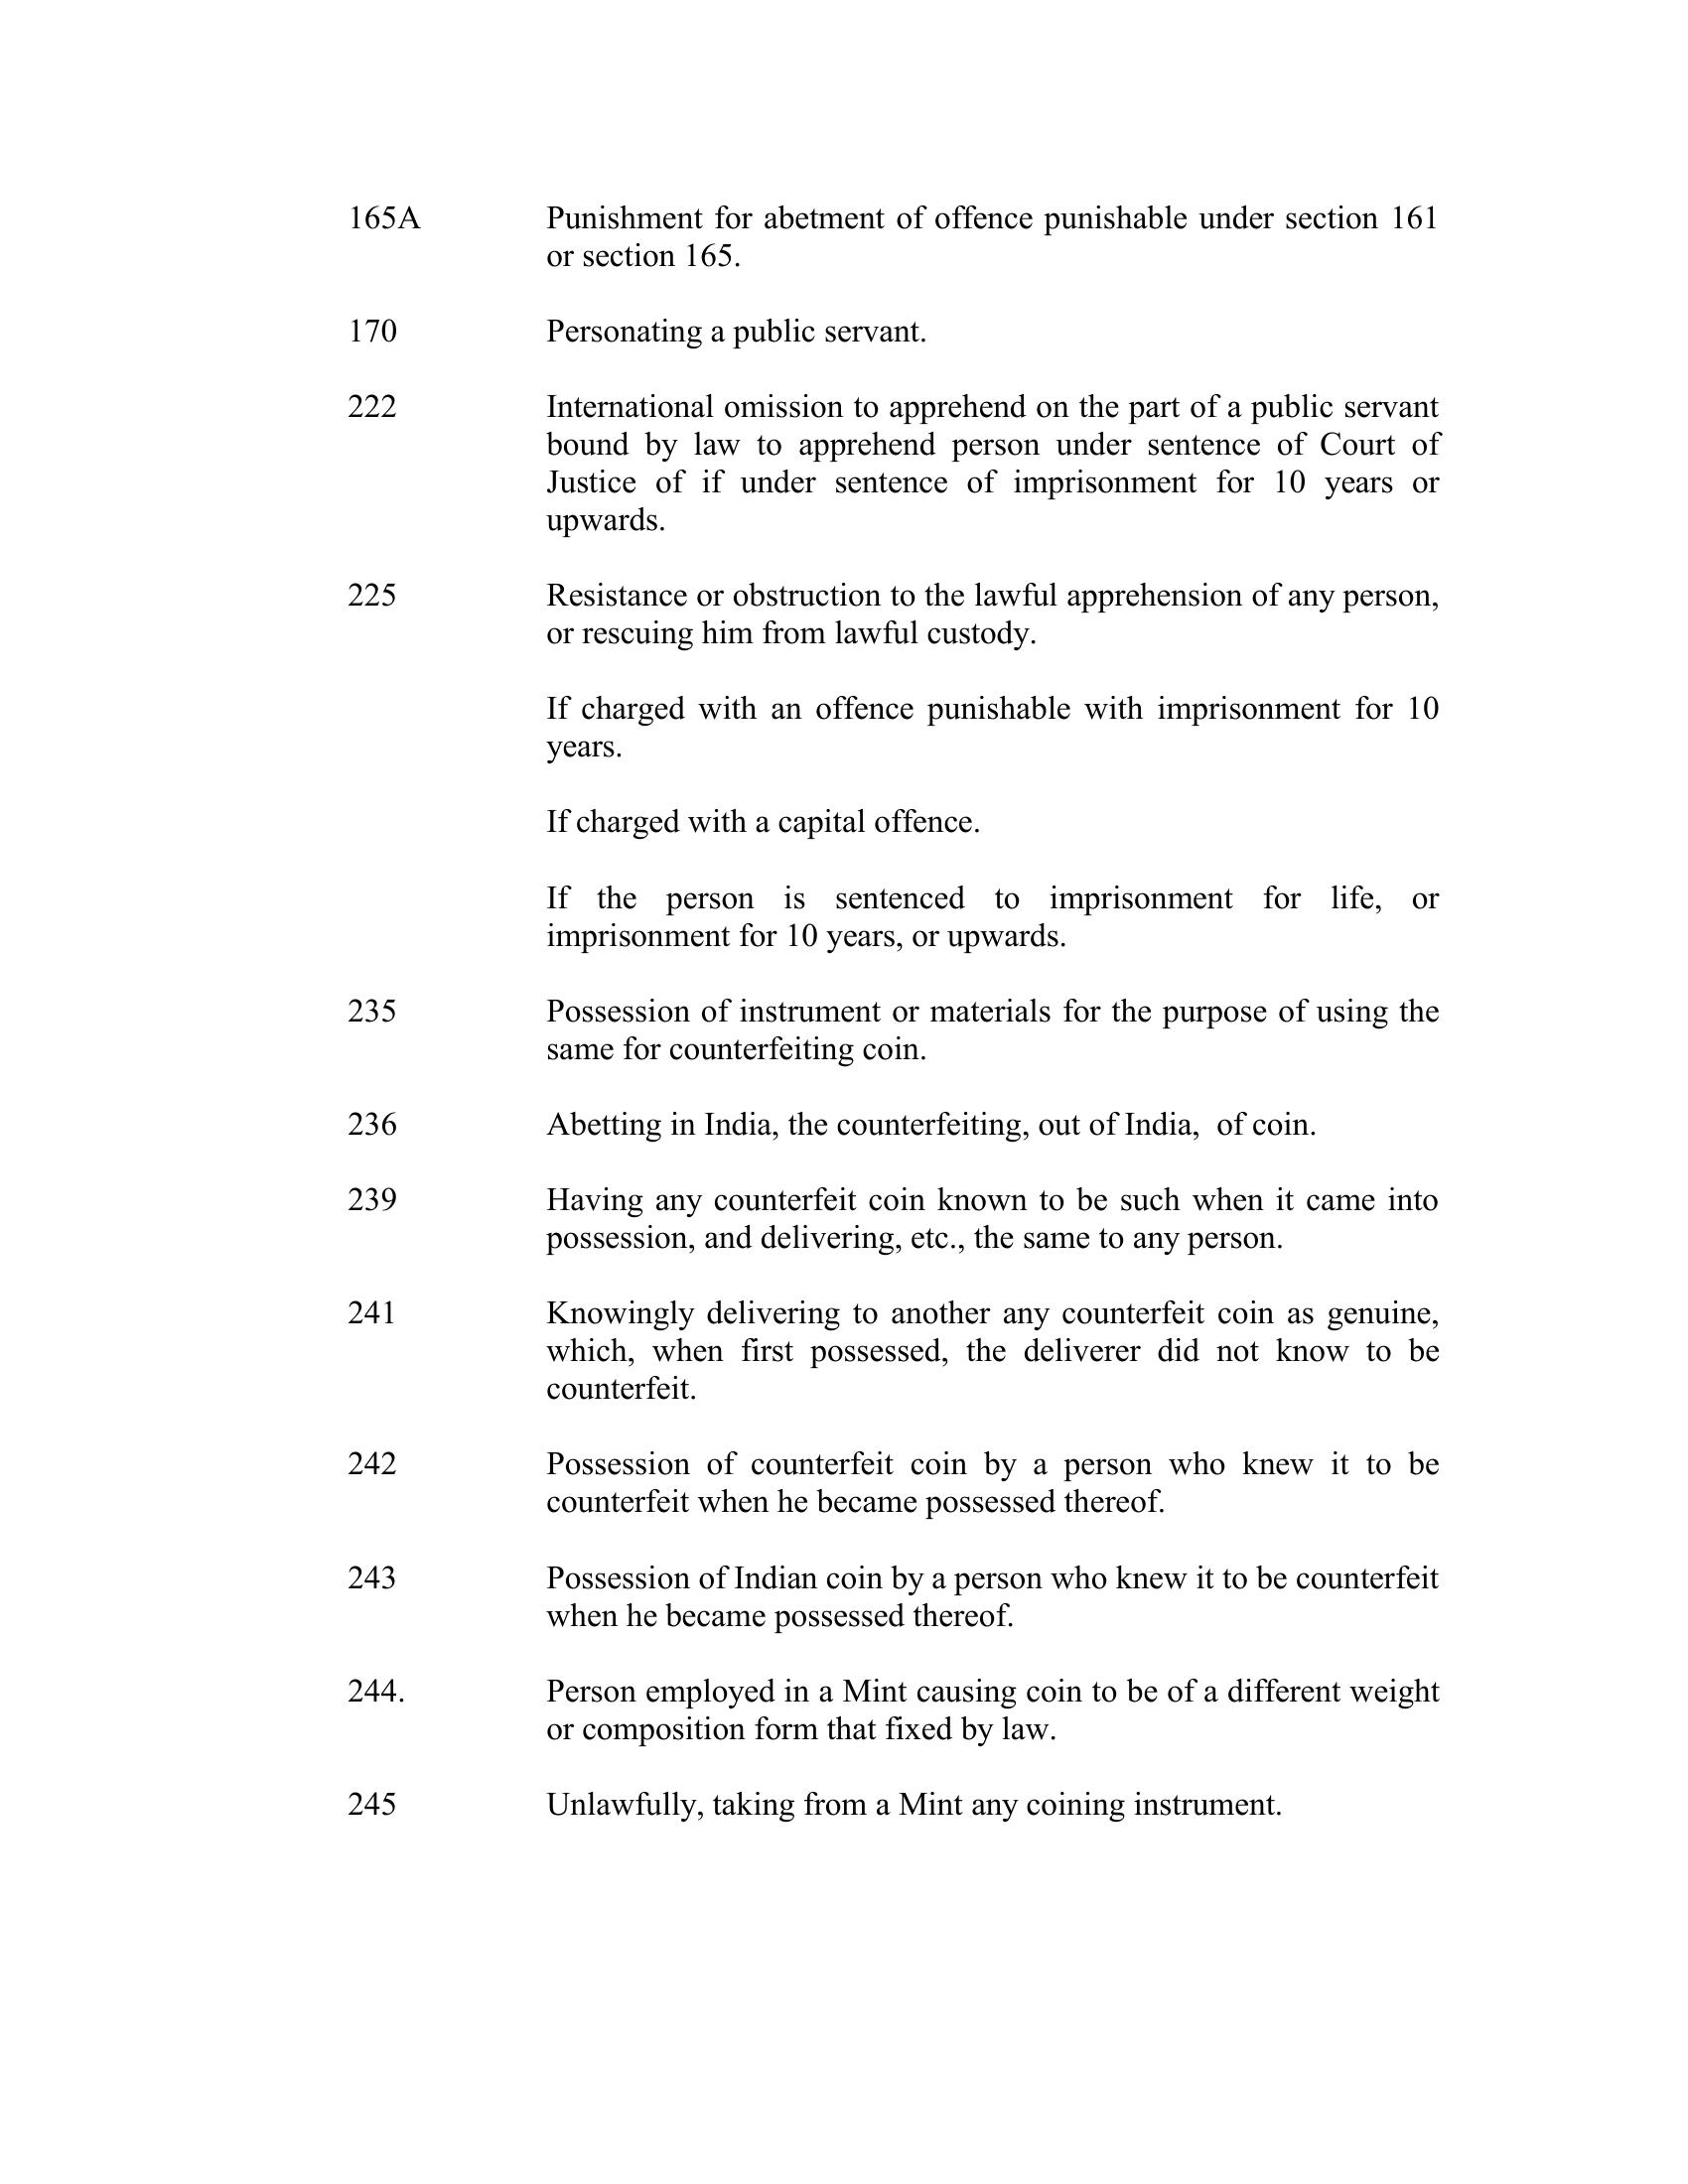 165A Punishment for abetment of offence punishable under section 161
or section 165.
170 Personating a public servant.
222 International omission to apprehend on the part of a public servant
bound by law to apprehend person under sentence of Court of
Justice of if under sentence of imprisonment for 10 years or
upwards.
225 Resistance or obstruction to the lawful apprehension of any person,
or rescuing him from lawful custody.
If charged with an offence punishable with imprisonment for 10
years.
If charged with a capital offence.
If the person is sentenced to imprisonment for life, or
imprisonment for 10 years, or upwards.
235 Possession of instrument or materials for the purpose of using the
same for counterfeiting coin.
236 Abetting in India, the counterfeiting, out of India, of coin.
239 Having any counterfeit coin known to be such when it came into
possession, and delivering, etc., the same to any person.
241 Knowingly delivering to another any counterfeit coin as genuine,
which, when first possessed, the deliverer did not know to be
counterfeit.
242 Possession of counterfeit coin by a person who knew it to be
counterfeit when he became possessed thereof.
243 Possession of Indian coin by a person who knew it to be counterfeit
when he became possessed thereof.
244. Person employed in a Mint causing coin to be of a different weight
or composition form that fixed by law.
245 Unlawfully, taking from a Mint any coining instrument.